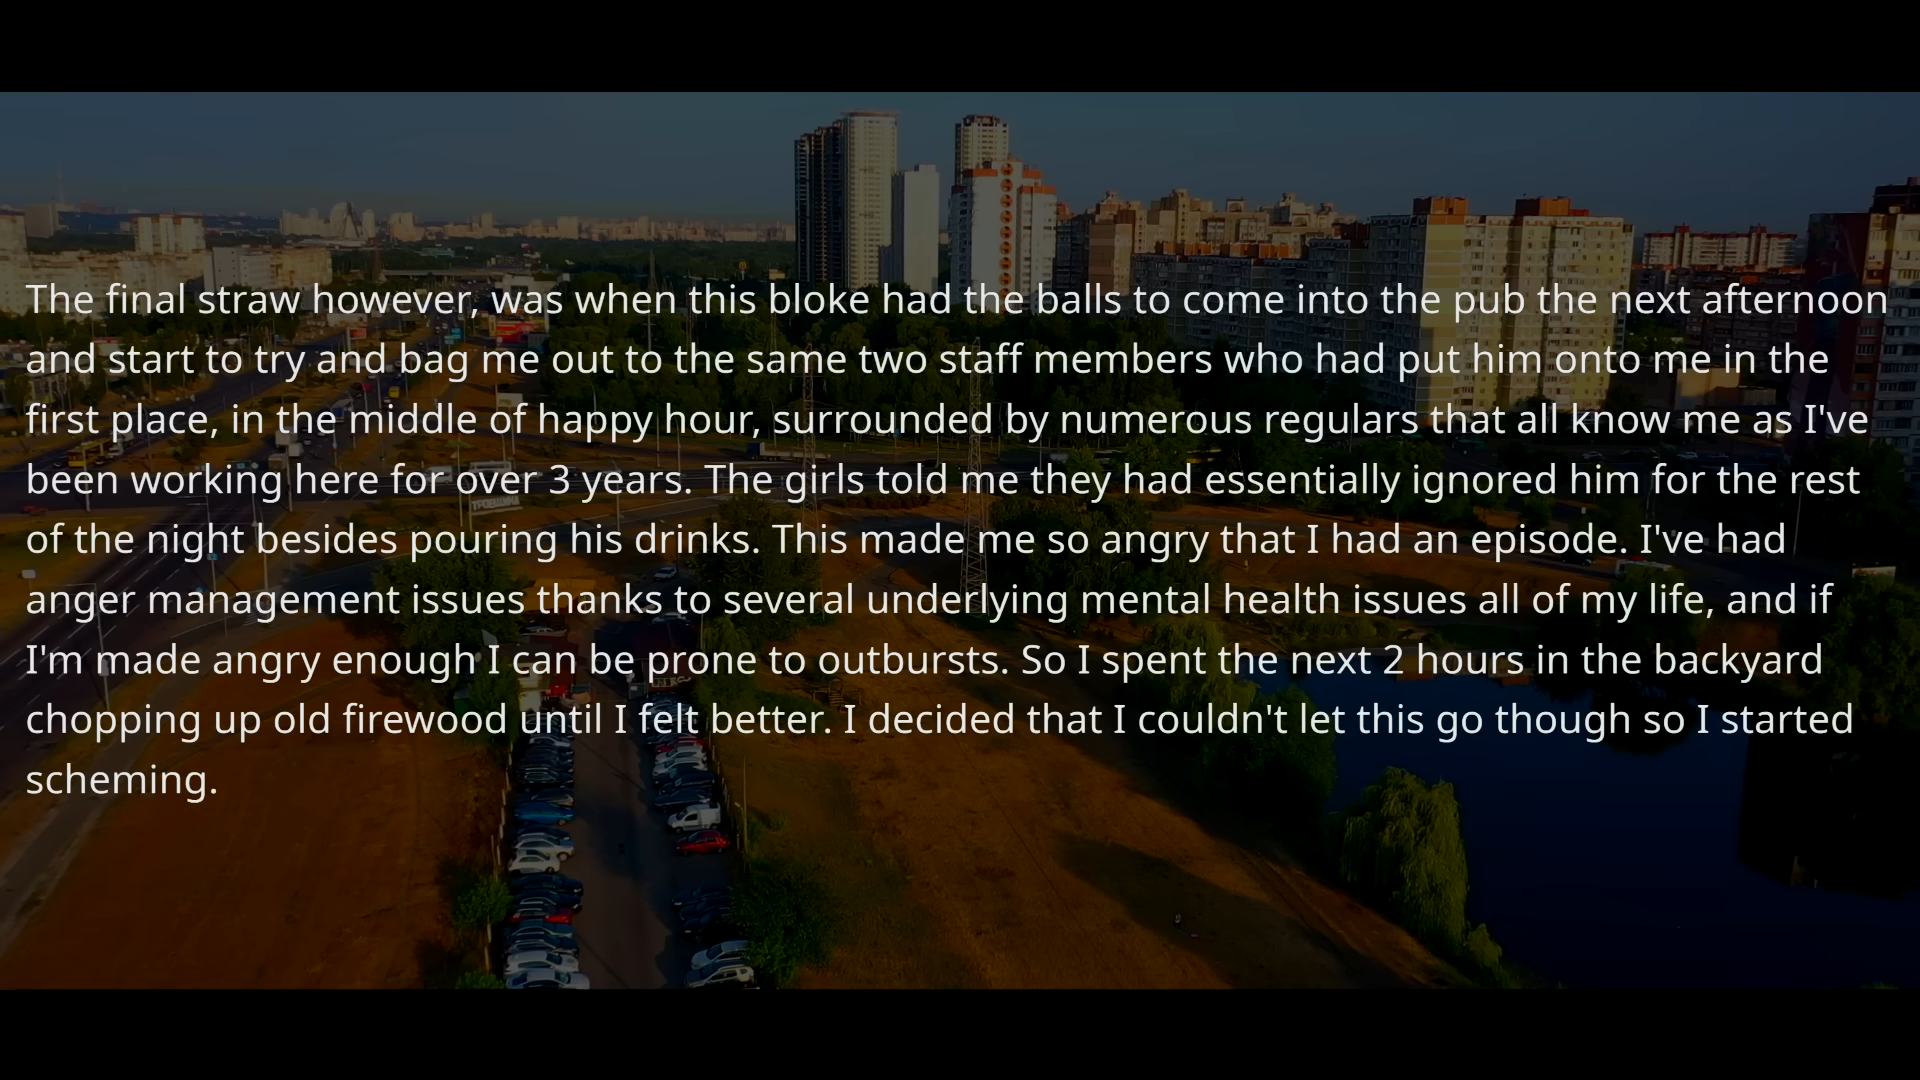 The final straw however, was when this bloke had the balls to come into the pub the next afternoon
and start to try and bag me out to the same two staff members who had put him onto me in the
first place, in the middle of happy hour, surrounded by numerous regulars that all know me as I've
been working here for over 3 years. The girls told me they had essentially ignored him for the rest
of the night besides pouring his drinks. This made me so angry that I had an episode. I've had
anger management issues thanks to several underlying mental health issues all of my life, and if
I'm made angry enough I can be prone to outbursts. So I spent the next 2 hours in the backyard
chopping up old firewood until I felt better. I decided that I couldn't let this go though so I started
scheming.